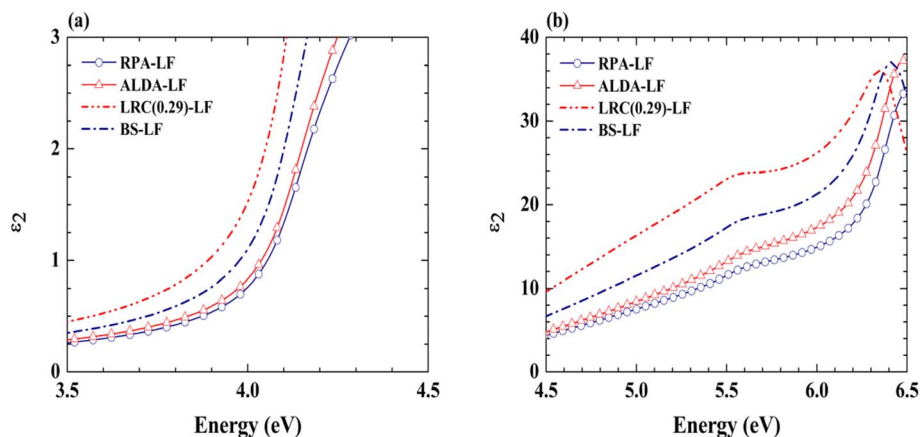 (a)
3
2
1
0
ε2
RPA-LF
ALDA-LF
LRC(0.29)-LF
BS-LF
3.5 4.0 4.5
Energy (eV)
(b)
40
30
20
10
0
ε2
RPA-LF
ALDA-LF
LRC(0.29)-LF
BS-LF
4.5 5.0 5.5 6.0 6.5
Energy (eV)